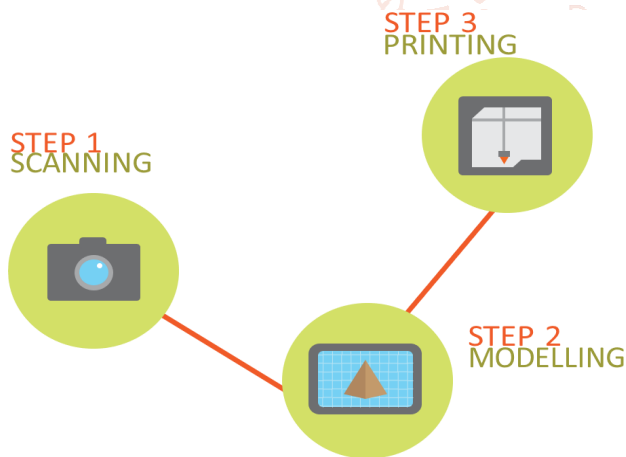 STEP 1
SCANNING
STEP 2
MODELLING
STEP 3
PRINTING